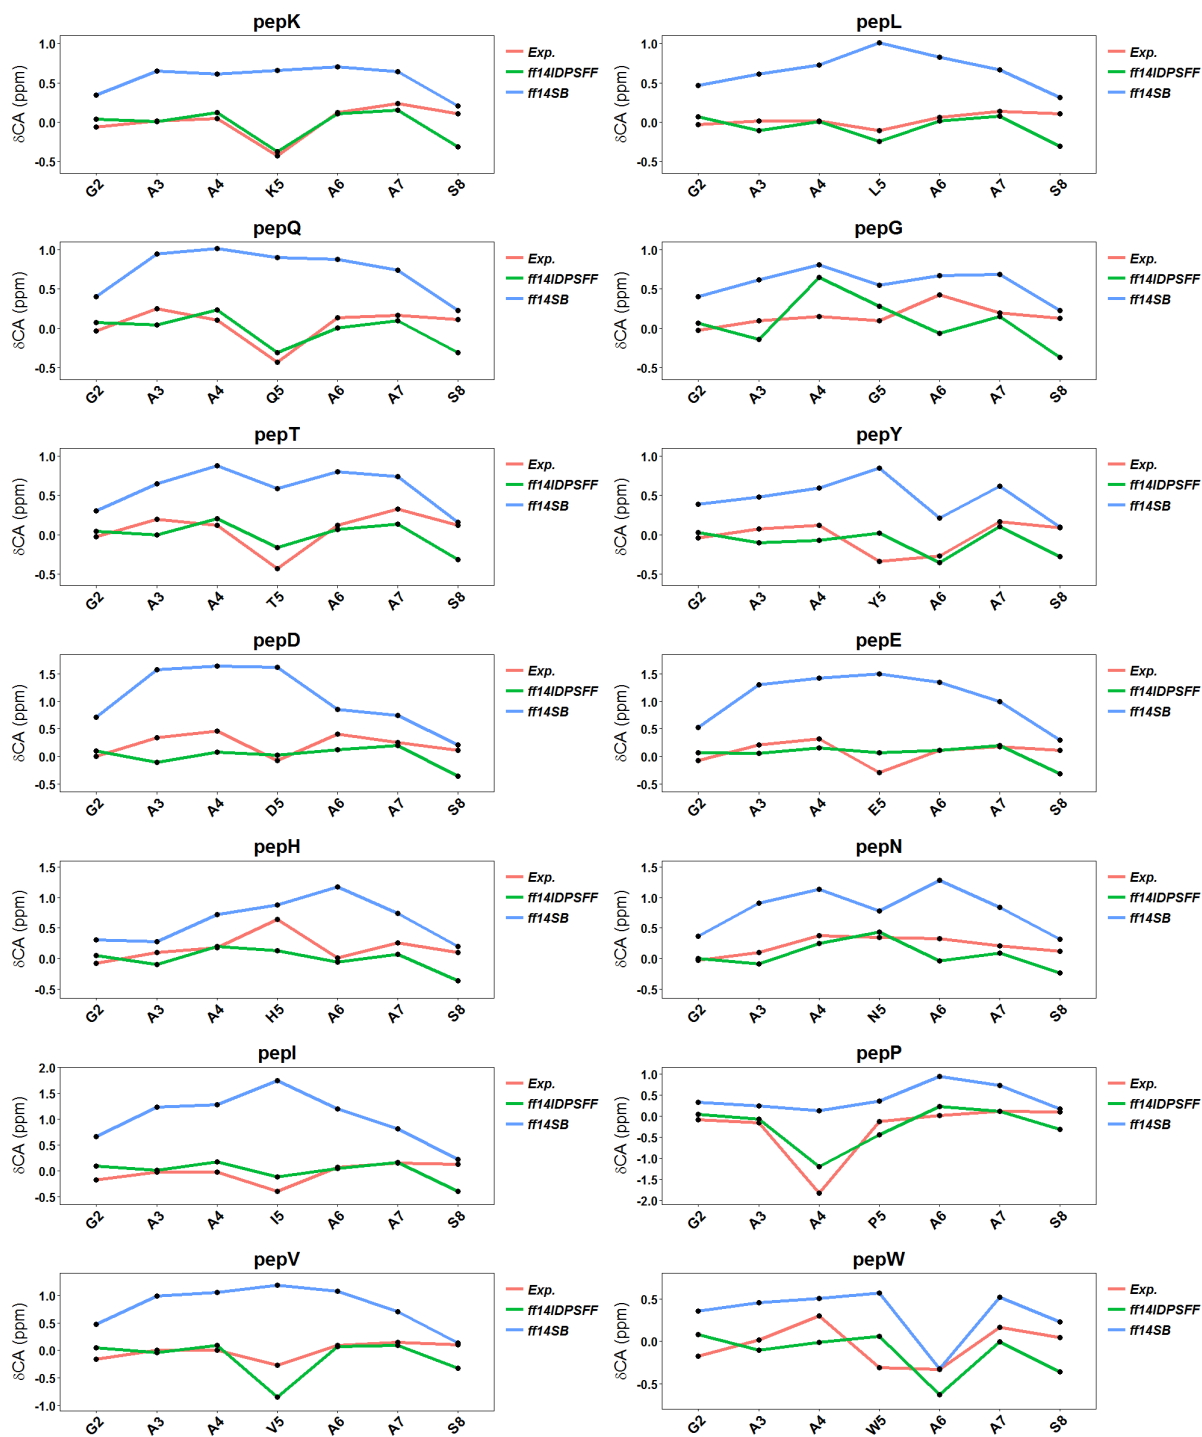 pepK
1.0
0.5
0.0
-0.5
δCA (ppm)
G2 A3 A4 K5 A6 A7 S8
Exp.
ff14IDPSFF
ff14SB
pepL
1.0
0.5
0.0
-0.5
δCA (ppm)
G2 A3 A4 L5 A6 A7 S8
Exp.
ff14IDPSFF
ff14SB
pepQ
1.0
0.5
0.0
-0.5
δCA (ppm)
G2 A3 A4 Q5 A6 A7 S8
Exp.
ff14IDPSFF
ff14SB
pepG
1.0
0.5
0.0
-0.5
δCA (ppm)
G2 A3 A4 G5 A6 A7 S8
Exp.
ff14IDPSFF
ff14SB
pepT
1.0
0.5
0.0
-0.5
δCA (ppm)
G2 A3 A4 T5 A6 A7 S8
Exp.
ff14IDPSFF
ff14SB
pepY
1.0
0.5
0.0
-0.5
δCA (ppm)
G2 A3 A4 Y5 A6 A7 S8
Exp.
ff14IDPSFF
ff14SB
pepD
1.5
1.0
0.5
0.0
-0.5
δCA (ppm)
G2 A3 A4 D5 A6 A7 S8
Exp.
ff14IDPSFF
ff14SB
pepE
1.5
1.0
0.5
0.0
-0.5
δCA (ppm)
G2 A3 A4 E5 A6 A7 S8
Exp.
ff14IDPSFF
ff14SB
pepH
1.5
1.0
0.5
0.0
-0.5
δCA (ppm)
G2 A3 A4 H5 A6 A7 S8
Exp.
ff14IDPSFF
ff14SB
pepN
1.5
1.0
0.5
0.0
-0.5
δCA (ppm)
G2 A3 A4 N5 A6 A7 S8
Exp.
ff14IDPSFF
ff14SB
pepI
2.0
1.5
1.0
0.5
0.0
-0.5
δCA (ppm)
G2 A3 A4 I5 A6 A7 S8
Exp.
ff14IDPSFF
ff14SB
pepP
1.0
0.5
0.0
-0.5
-1.0
-1.5
-2.0
δCA (ppm)
G2 A3 A4 P5 A6 A7 S8
Exp.
ff14IDPSFF
ff14SB
pepV
1.0
0.5
0.0
-0.5
-1.0
δCA (ppm)
G2 A3 A4 V5 A6 A7 S8
Exp.
ff14IDPSFF
ff14SB
pepW
0.5
0.0
-0.5
δCA (ppm)
G2 A3 A4 W5 A6 A7 S8
Exp.
ff14IDPSFF
ff14SB